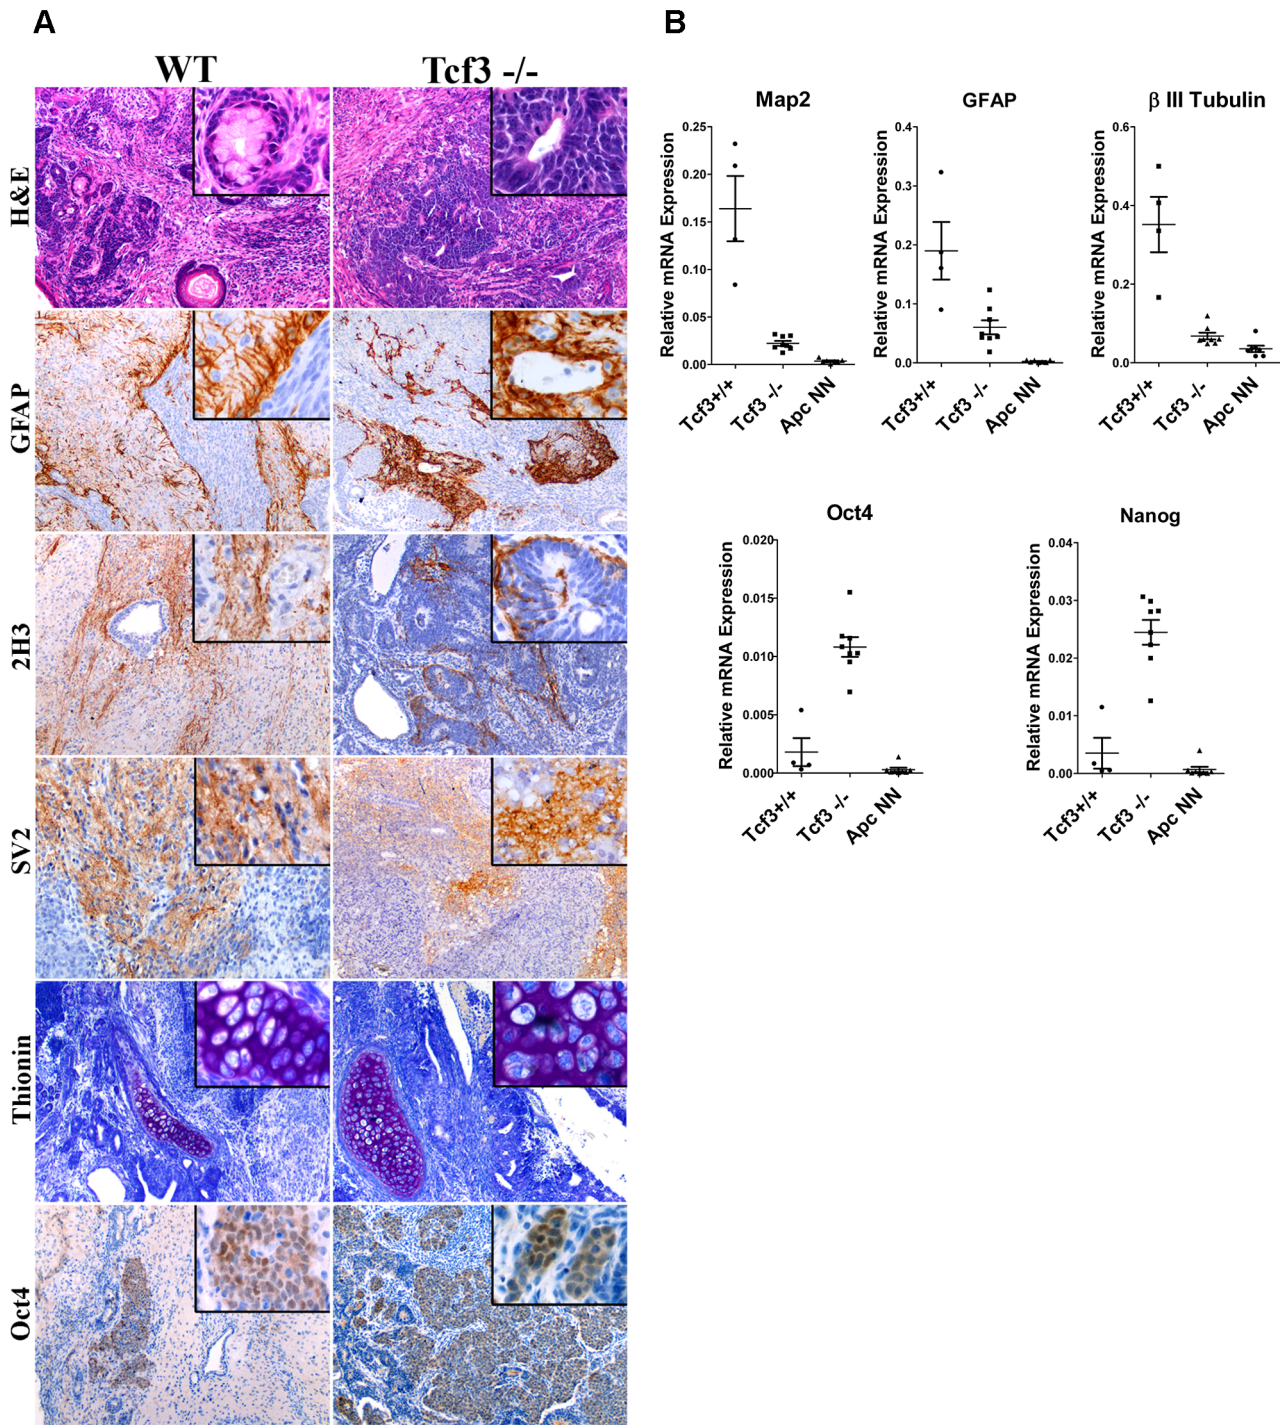 A
B
WT
Tcf3 -/-
H&E
GFAP
2H3
SV2
Thionin
Oct4
Map2
Relative mRNA Expression
0.25
0.20
0.15
0.10
0.05
0.00
Tcf3+/+
Tcf3 -/-
Apc NN
GFAP
Relative mRNA Expression
0.4
0.3
0.2
0.1
0.0
Tcf3+/+
Tcf3 -/-
Apc NN
β III Tubulin
Relative mRNA Expression
0.6
0.4
0.2
0.0
Tcf3+/+
Tcf3 -/-
Apc NN
Oct4
Relative mRNA Expression
0.020
0.015
0.010
0.005
0.000
Tcf3+/+
Tcf3 -/-
Apc NN
Nanog
Relative mRNA Expression
0.04
0.03
0.02
0.01
0.00
Tcf3+/+
Tcf3 -/-
Apc NN